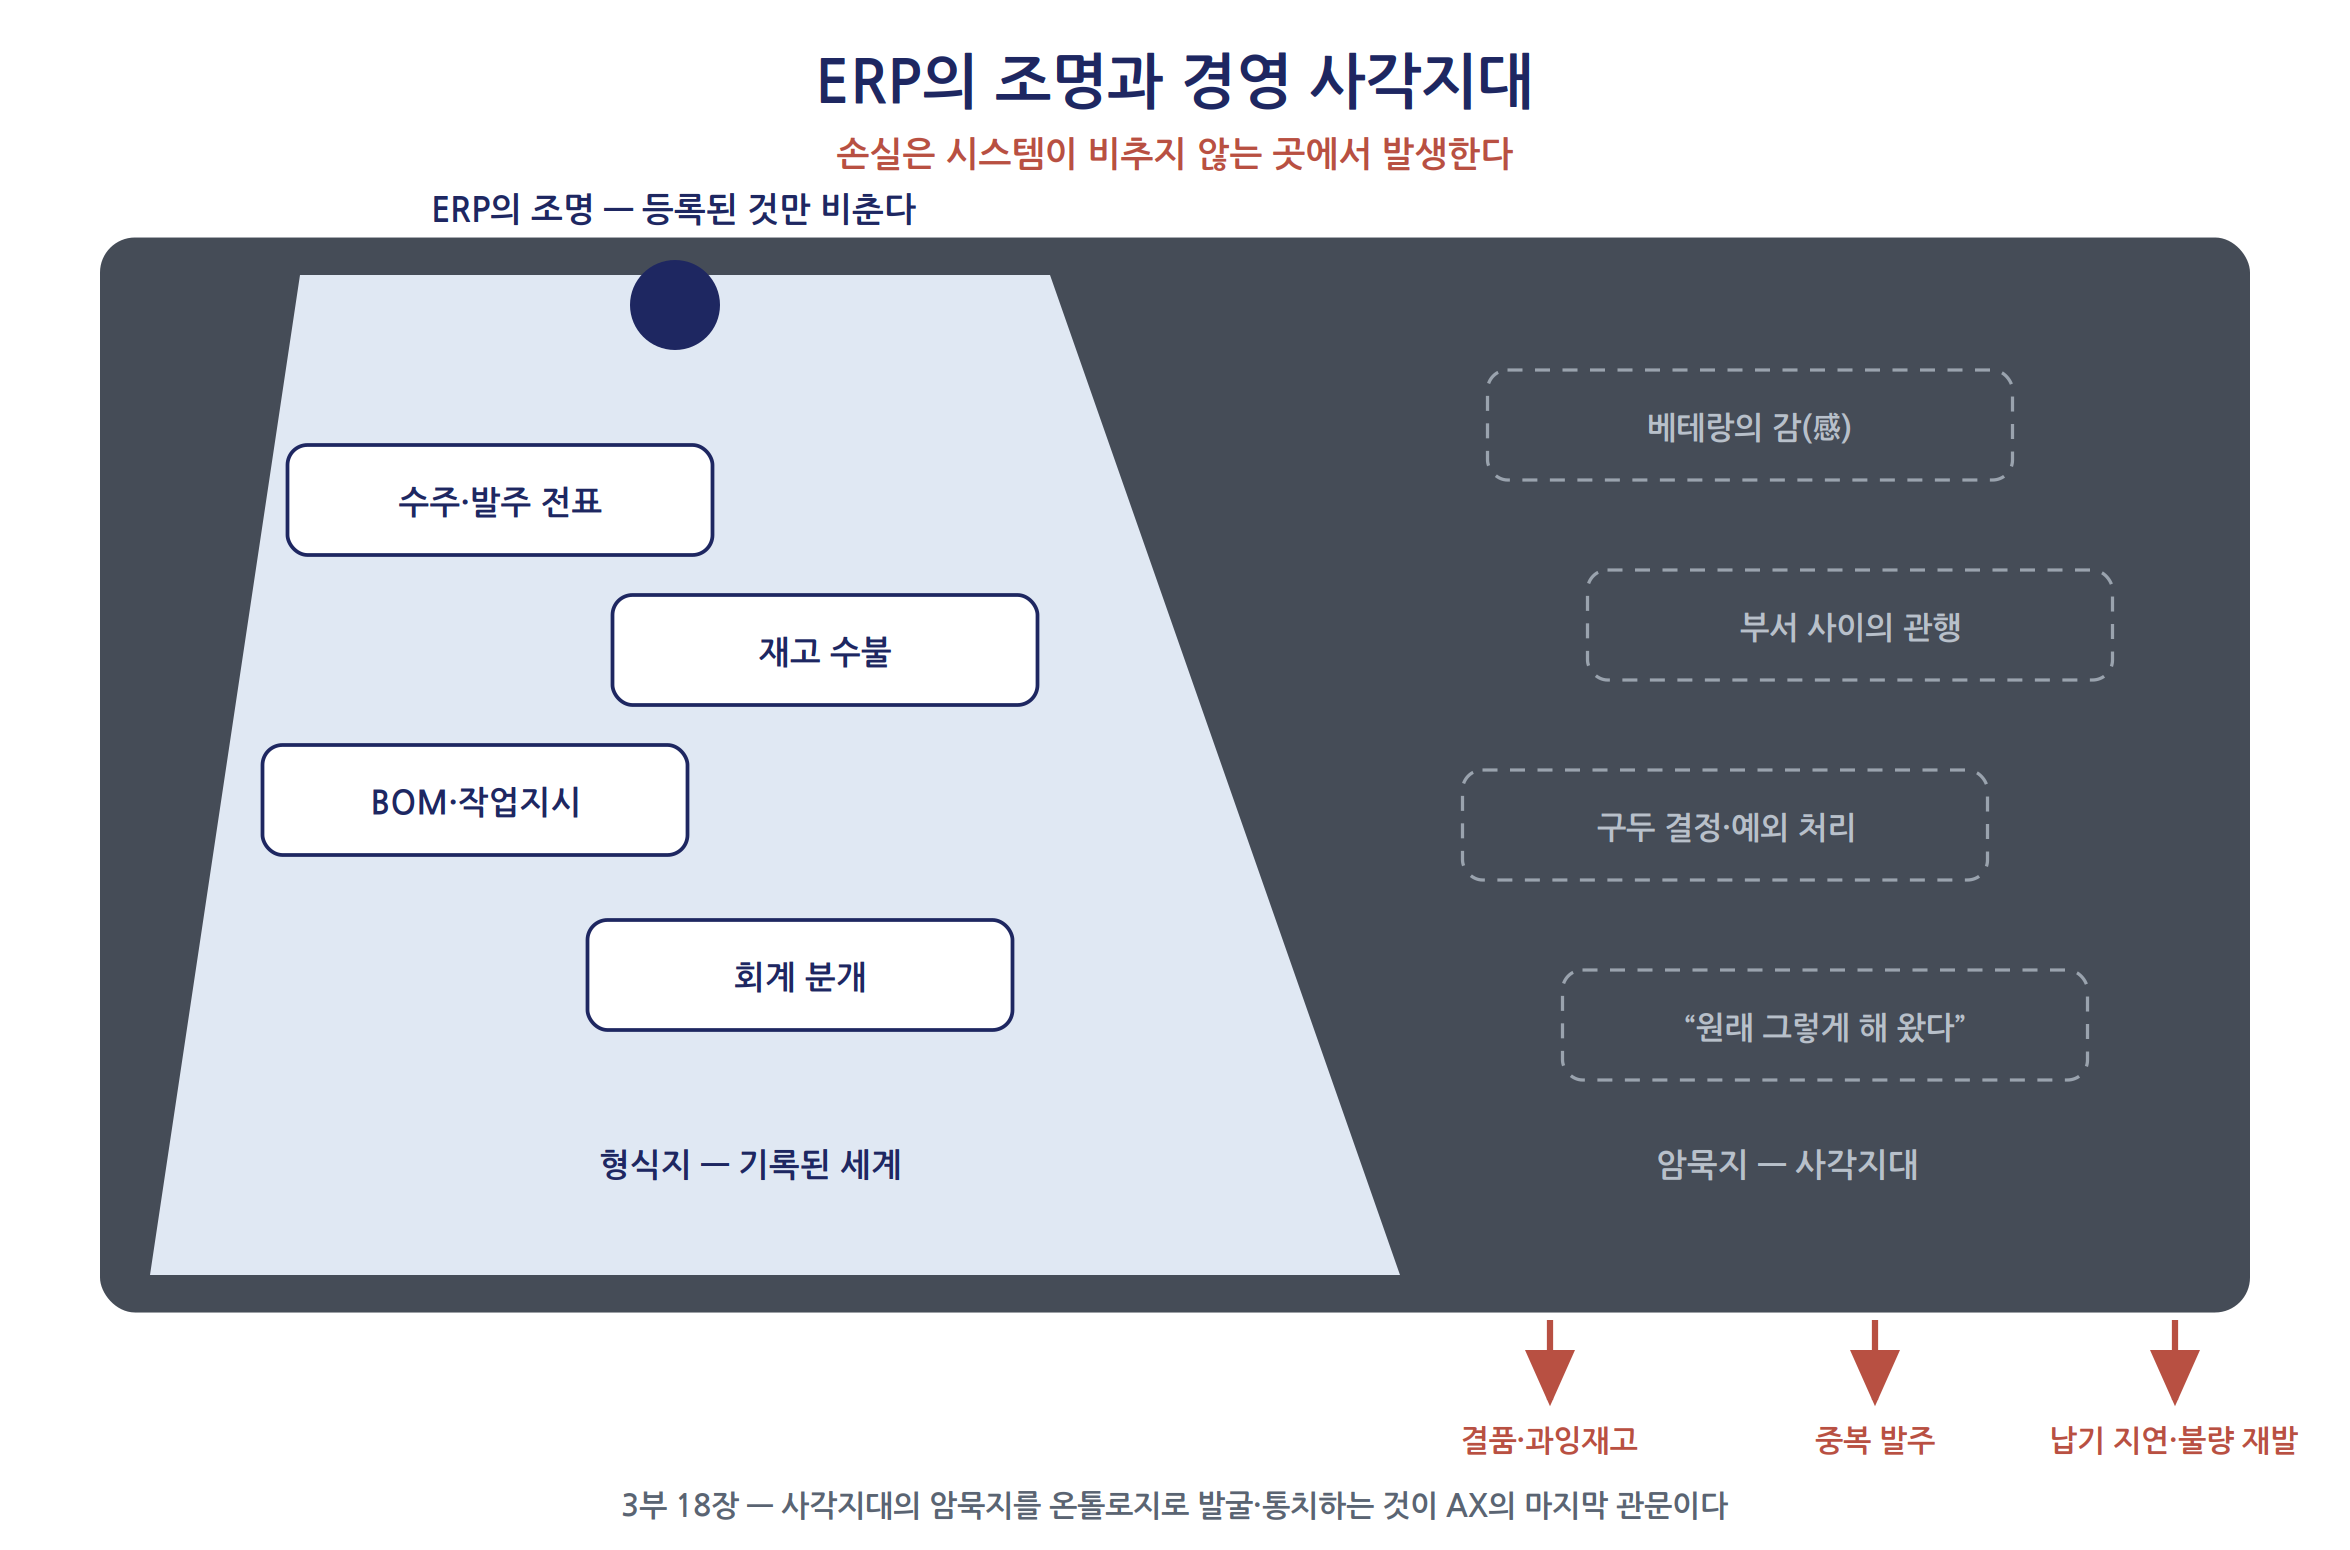 ERP의 조명과 경영 사각지대
손실은 시스템이 비추지 않는 곳에서 발생한다
ERP의 조명 — 등록된 것만 비춘다
수주·발주 전표
재고 수불
BOM·작업지시
회계 분개
형식지 — 기록된 세계
베테랑의 감(感)
부서 사이의 관행
구두 결정·예외 처리
“원래 그렇게 해 왔다”
암묵지 — 사각지대
결품·과잉재고
중복 발주
납기 지연·불량 재발
3부 18장 — 사각지대의 암묵지를 온톨로지로 발굴·통치하는 것이 AX의 마지막 관문이다